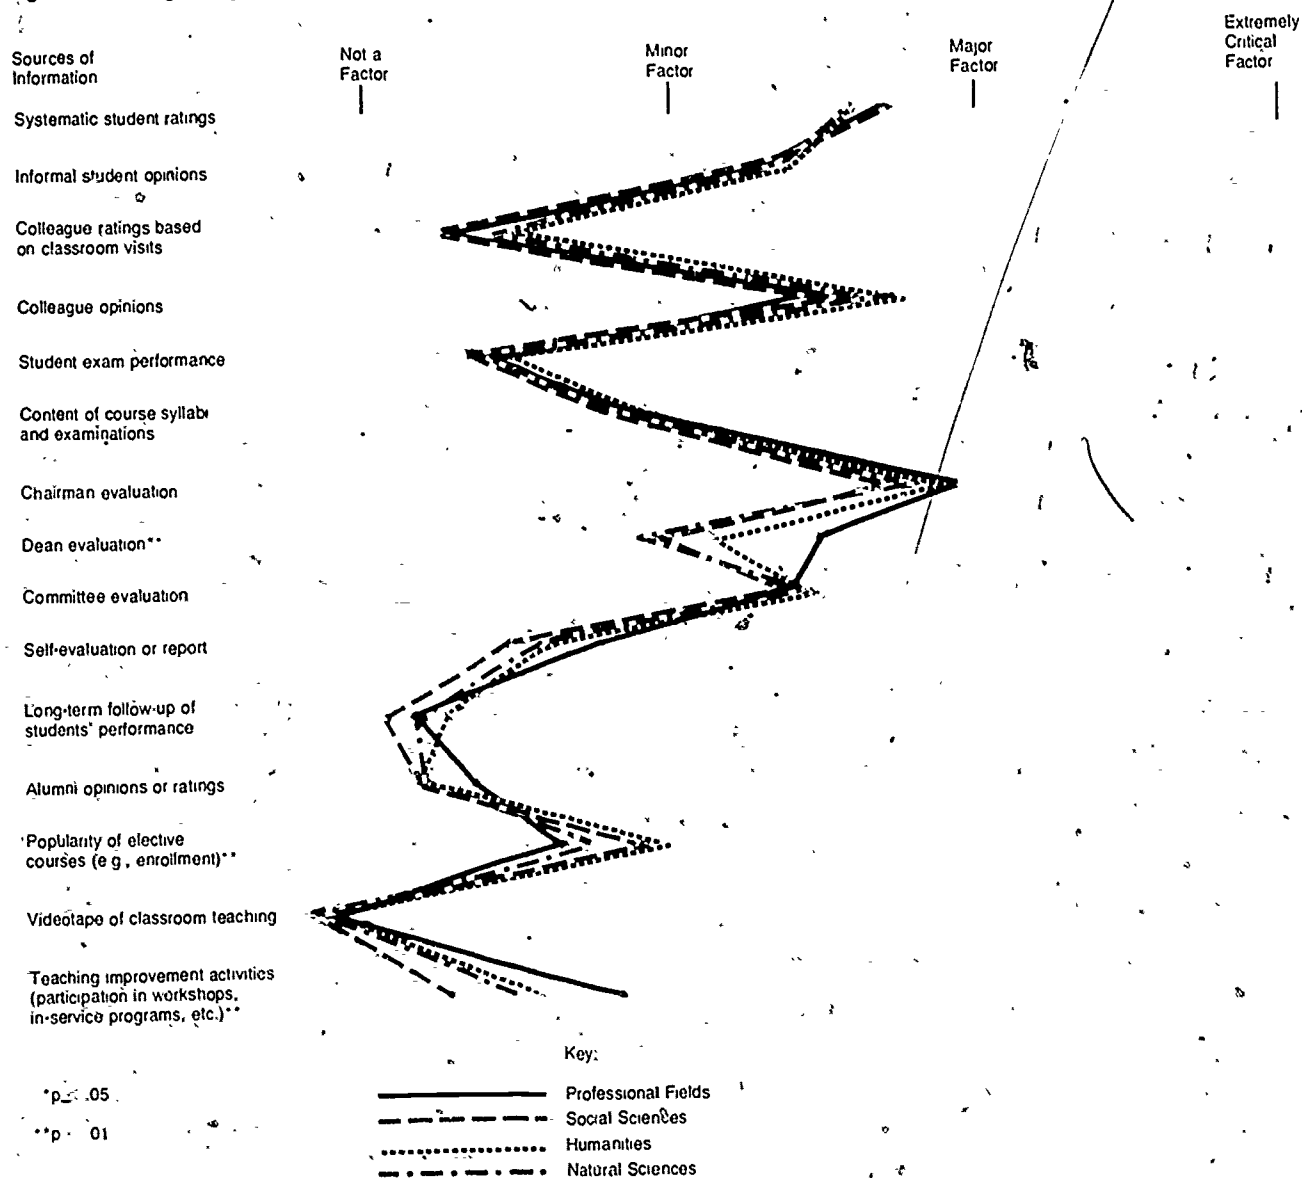 Sources of
Information
Not a
Factor
Minor
Factor
Major
Factor
Extremely
Critical
Factor
Systematic student ratings
Informal student opinions
Colleague ratings based
on classroom visits
Colleague opinions
Student exam performance
Content of course syllabi
and examinations
Chairman evaluation
Dean evaluation**
Committee evaluation
Self-evaluation or report
Long-term follow-up of
students' performance
Alumni opinions or ratings
Popularity of elective
courses (e g , enrollment)**
Videotape of classroom teaching
Teaching improvement activities
(participation in workshops,
in-service programs, etc.)**
Key:
*p .05
**p 01
Professional Fields
Social Sciences
Humanities
Natural Sciences